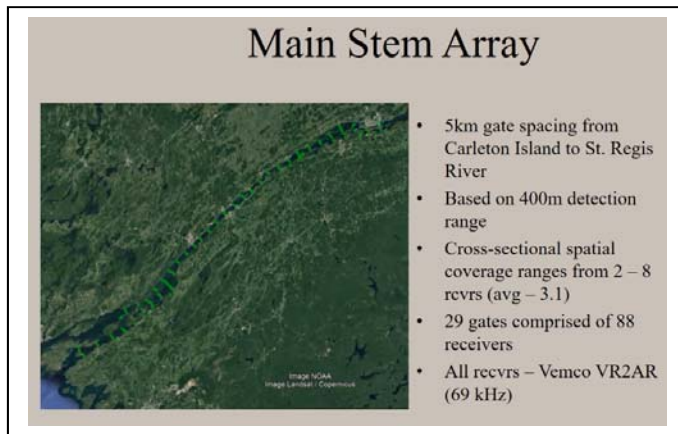 Main Stem Array
• 5km gate spacing from
Carleton Island to St. Regis
River
• Based on 400m detection
range
• Cross-sectional spatial
coverage ranges from 2 – 8
rcvrs (avg – 3.1)
• 29 gates comprised of 88
receivers
• All recvrs – Vemco VR2AR
(69 kHz)
Image NOAA
Image Landsat / Copernicus